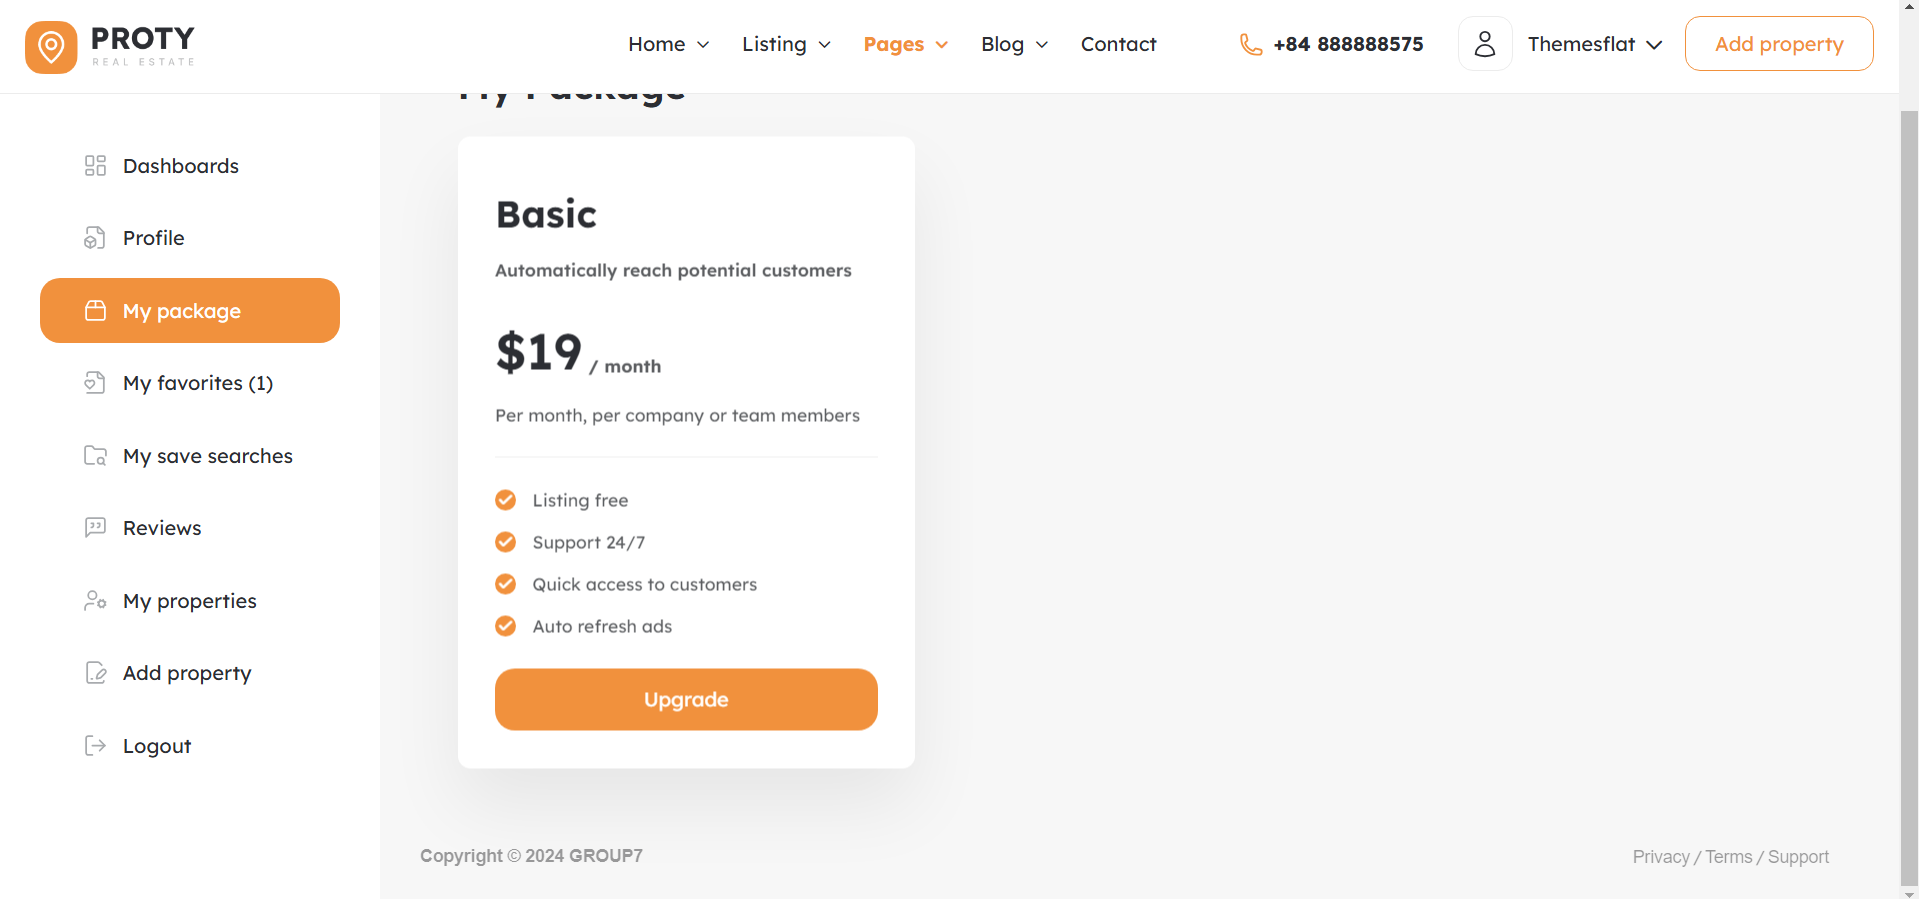 PROTY
REAL ESTATE
Home
Listing
Pages
Blog
Contact
+84 888888575
Themesflat
Add property
My Package
Dashboards
Profile
My package
My favorites (1)
My save searches
Reviews
My properties
Add property
Logout
Basic
Automatically reach potential customers
$19 / month
Per month, per company or team members
Listing free
Support 24/7
Quick access to customers
Auto refresh ads
Upgrade
Copyright © 2024 GROUP7
Privacy / Terms / Support